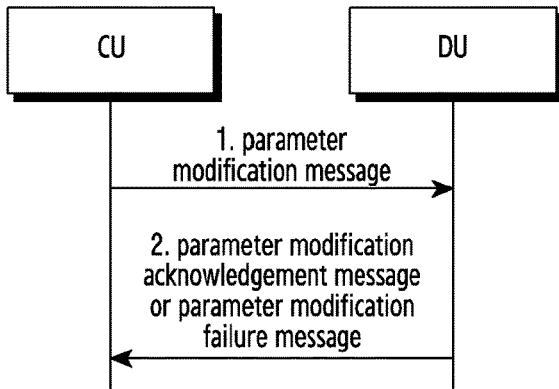 CU
DU
1. parameter
modification message
2. parameter modification
acknowledgement message
or parameter modification
failure message